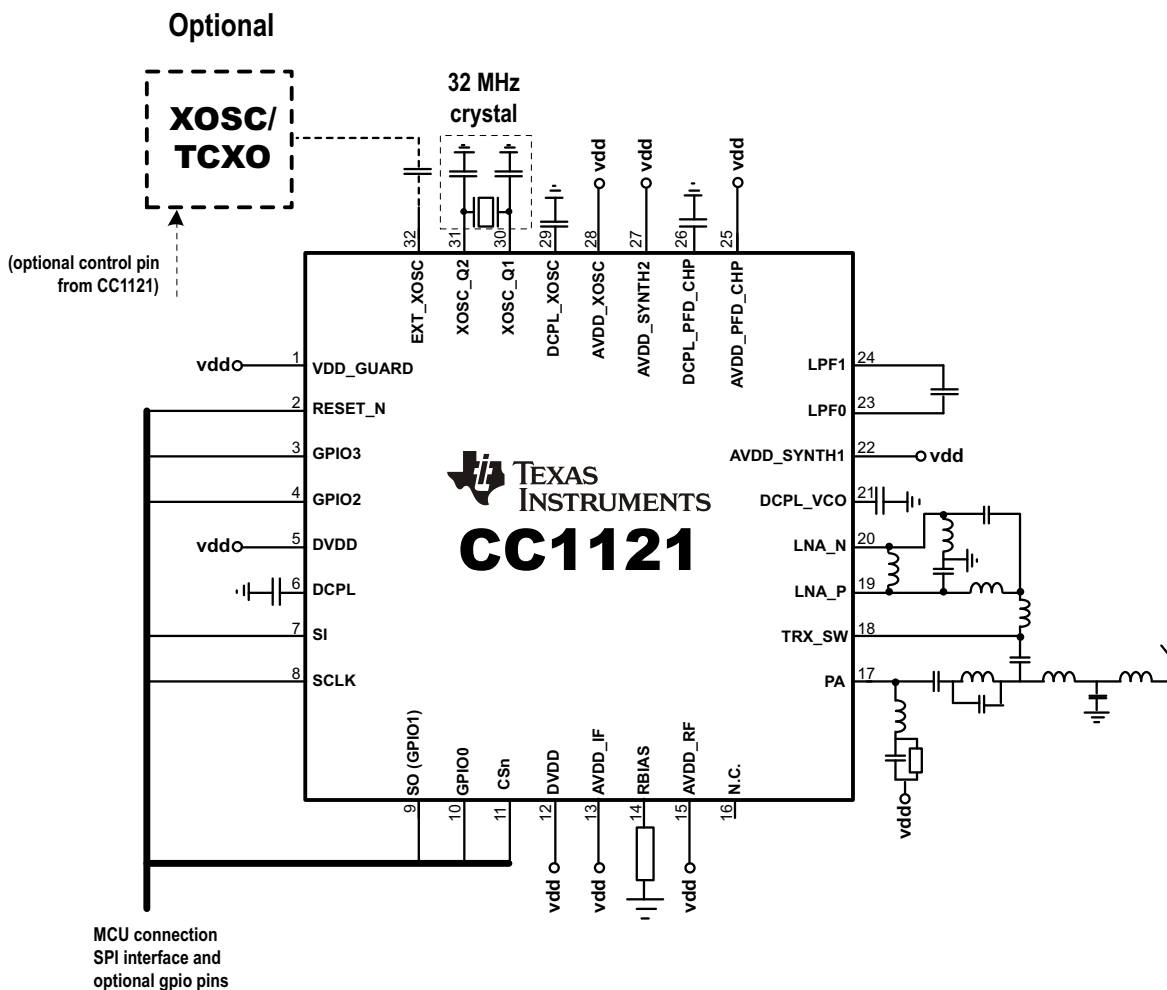 Optional
XOSC/
TCXO
32 MHz
crystal
(optional control pin
from CC1121)
vdd
vdd
vdd
32
31
30
29
28
27
26
25
EXT_XOSC
XOSC_Q2
XOSC_Q1
DCPL_XOSC
AVDD_XOSC
AVDD_SYNTH2
DCPL_PFD_CHP
AVDD_PFD_CHP
vdd
1
VDD_GUARD
2
RESET_N
3
GPIO3
4
GPIO2
vdd
5
DVDD
6
DCPL
7
SI
8
SCLK
LPF1
24
LPF0
23
AVDD_SYNTH1
22
vdd
DCPL_VCO
21
LNA_N
20
LNA_P
19
TRX_SW
18
PA
17
TEXAS
INSTRUMENTS
CC1121
SO (GPIO1)
GPIO0
CSn
DVDD
AVDD_IF
RBIAS
AVDD_RF
N.C.
9
10
11
12
13
14
15
16
vdd
vdd
vdd
vdd
MCU connection
SPI interface and
optional gpio pins